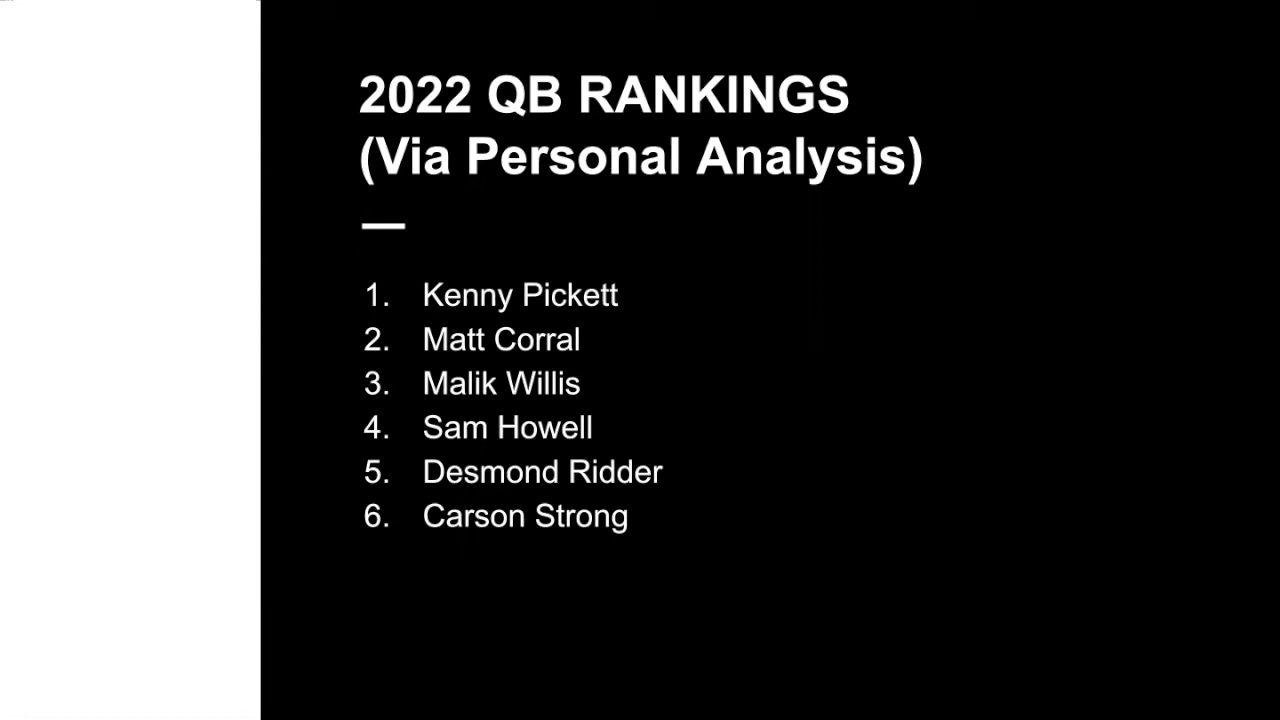 2022 QB RANKINGS
(Via Personal Analysis)
1. Kenny Pickett
2. Matt Corral
3. Malik Willis
4. Sam Howell
5. Desmond Ridder
6. Carson Strong